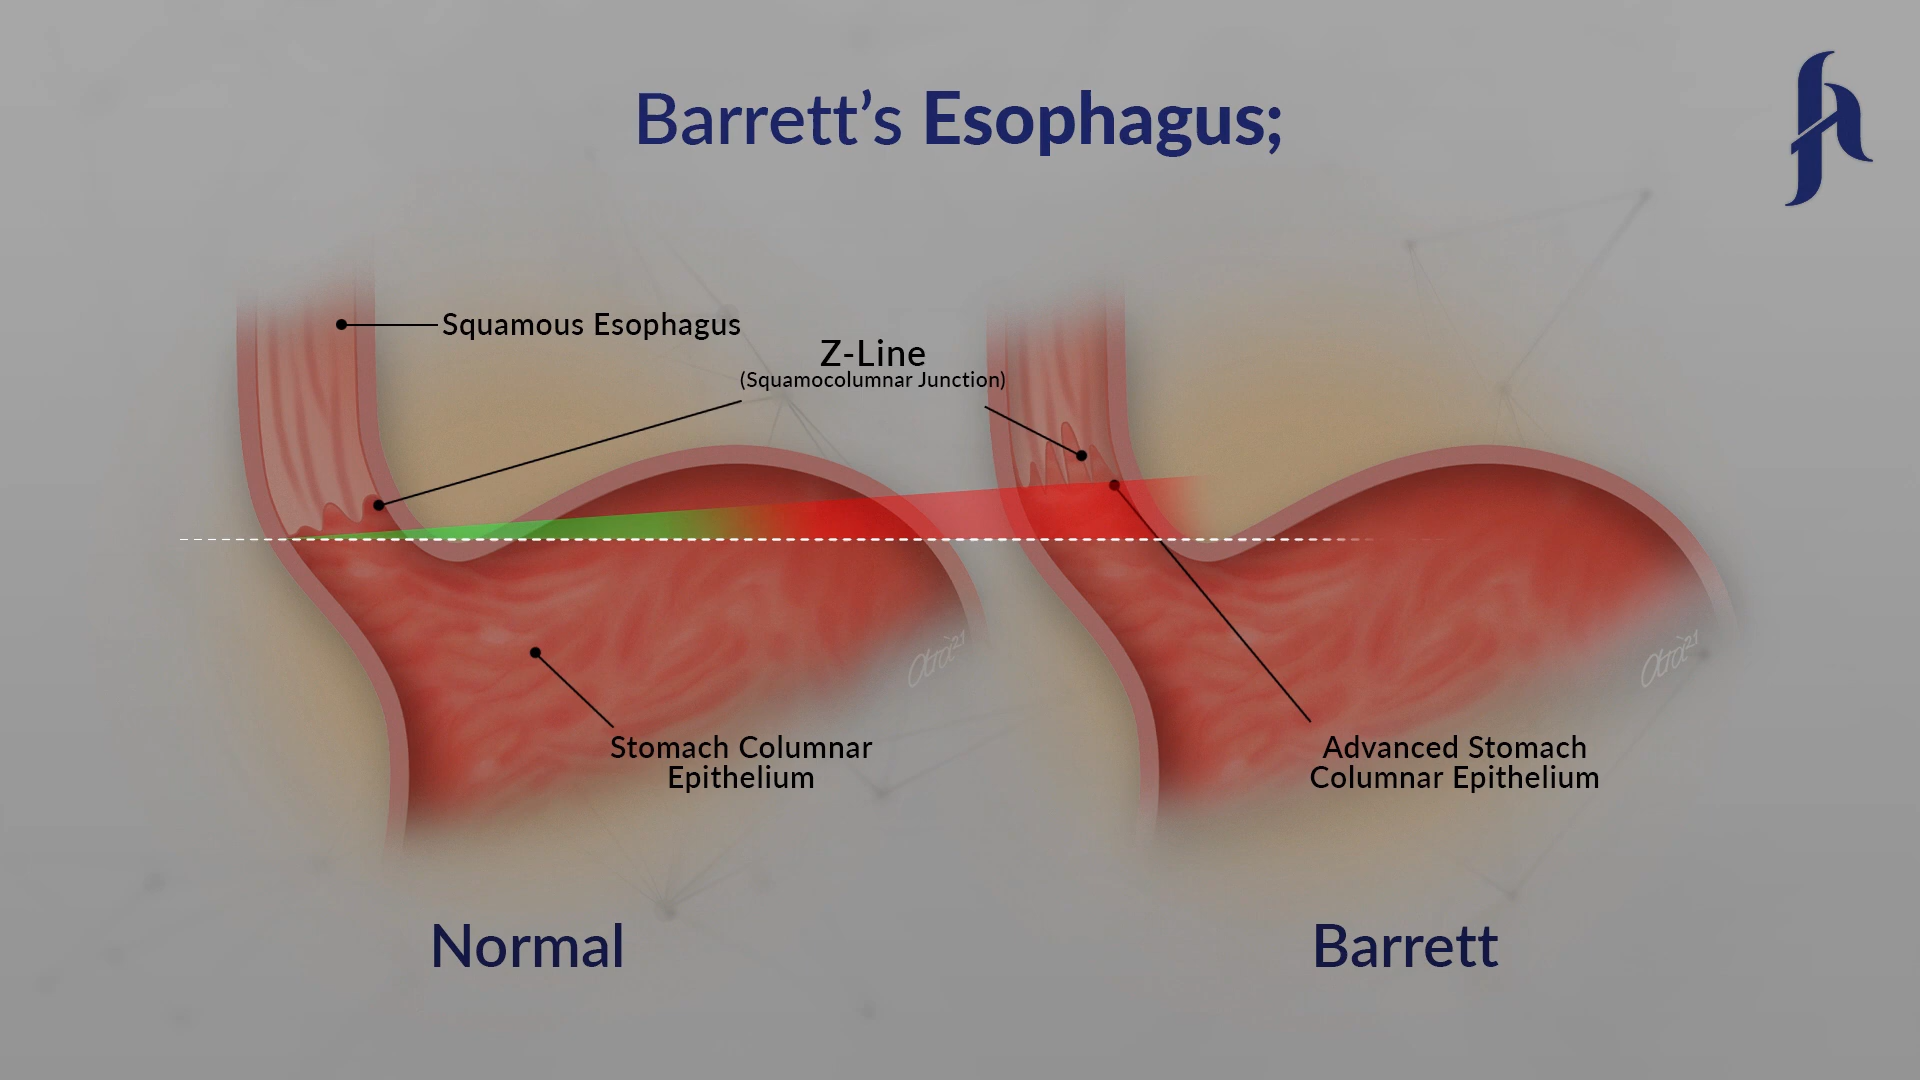 Barrett’s Esophagus;
Squamous Esophagus
Z-Line
(Squamocolumnar Junction)
Stomach Columnar
Epithelium
Advanced Stomach
Columnar Epithelium
Normal
Barrett